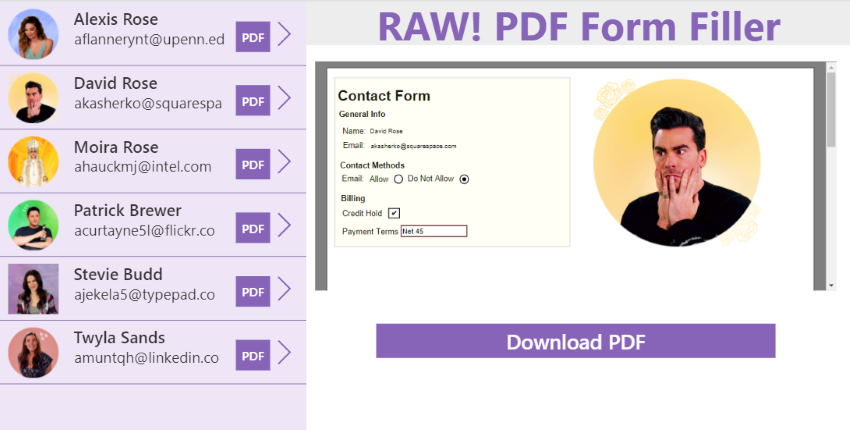 Alexis Rose
aflannerynt@upenn.ed
PDF
David Rose
akasherko@squarespa
PDF
Moira Rose
ahauckmj@intel.com
PDF
Patrick Brewer
acurtayne5l@flickr.co
PDF
Stevie Budd
ajekela5@typepad.co
PDF
Twyla Sands
amuntqh@linkedin.co
PDF
RAW! PDF Form Filler
Contact Form
General Info
Name: David Rose
Email: akasherko@squarespace.com
Contact Methods
Email: Allow Do Not Allow
Billing
Credit Hold
Payment Terms Net 45
Download PDF